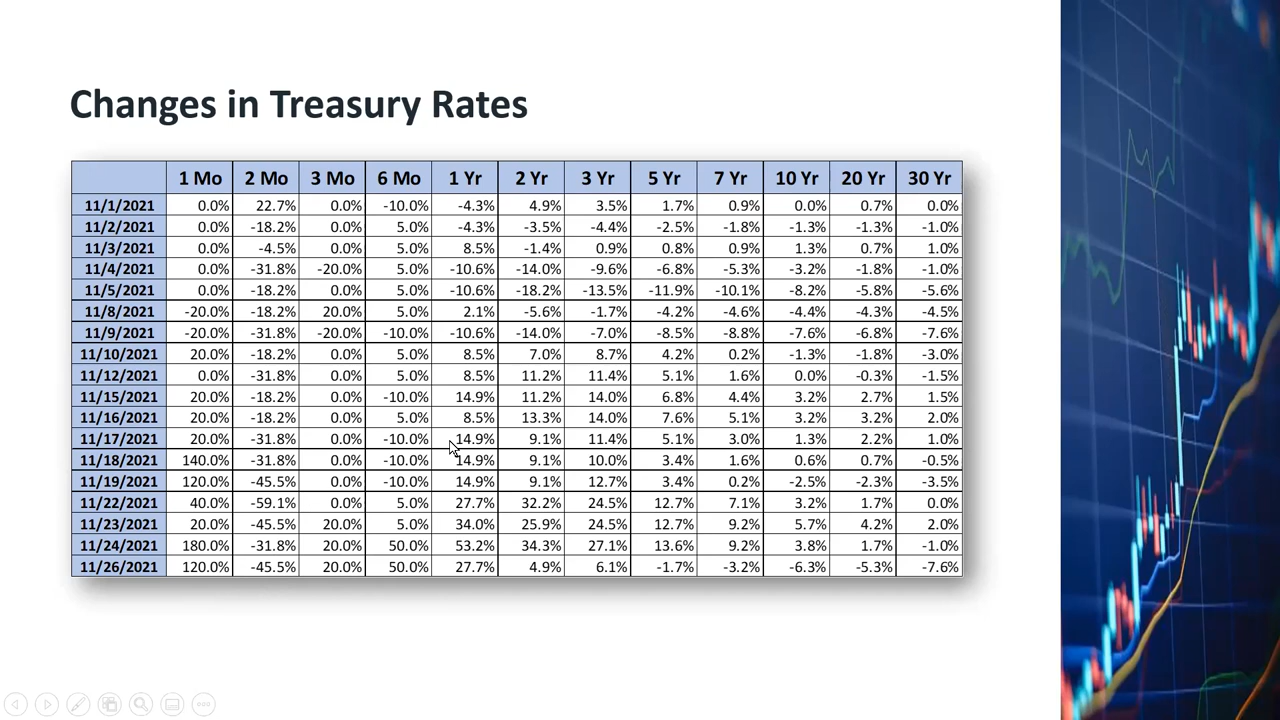 Changes in Treasury Rates
1 Mo 2 Mo 3 Mo 6 Mo 1 Yr 2 Yr 3 Yr 5 Yr 7 Yr 10 Yr 20 Yr 30 Yr
11/1/2021 0.0% 22.7% 0.0% -10.0% -4.3% 4.9% 3.5% 1.7% 0.9% 0.0% 0.7% 0.0%
11/2/2021 0.0% -18.2% 0.0% 5.0% -4.3% -3.5% -4.4% -2.5% -1.8% -1.3% -1.3% -1.0%
11/3/2021 0.0% -4.5% 0.0% 5.0% 8.5% -1.4% 0.9% 0.8% 0.9% 1.3% 0.7% 1.0%
11/4/2021 0.0% -31.8% -20.0% 5.0% -10.6% -14.0% -9.6% -6.8% -5.3% -3.2% -1.8% -1.0%
11/5/2021 0.0% -18.2% 0.0% 5.0% -10.6% -18.2% -13.5% -11.9% -10.1% -8.2% -5.8% -5.6%
11/8/2021 -20.0% -18.2% 20.0% 5.0% 2.1% -5.6% -1.7% -4.2% -4.6% -4.4% -4.3% -4.5%
11/9/2021 -20.0% -31.8% -20.0% -10.0% -10.6% -14.0% -7.0% -8.5% -8.8% -7.6% -6.8% -7.6%
11/10/2021 20.0% -18.2% 0.0% 5.0% 8.5% 7.0% 8.7% 4.2% 0.2% -1.3% -1.8% -3.0%
11/12/2021 0.0% -31.8% 0.0% 5.0% 8.5% 11.2% 11.4% 5.1% 1.6% 0.0% -0.3% -1.5%
11/15/2021 20.0% -18.2% 0.0% -10.0% 14.9% 11.2% 14.0% 6.8% 4.4% 3.2% 2.7% 1.5%
11/16/2021 20.0% -18.2% 0.0% 5.0% 8.5% 13.3% 14.0% 7.6% 5.1% 3.2% 3.2% 2.0%
11/17/2021 20.0% -31.8% 0.0% -10.0% 14.9% 9.1% 11.4% 5.1% 3.0% 1.3% 2.2% 1.0%
11/18/2021 140.0% -31.8% 0.0% -10.0% 14.9% 9.1% 10.0% 3.4% 1.6% 0.6% 0.7% -0.5%
11/19/2021 120.0% -45.5% 0.0% -10.0% 14.9% 9.1% 12.7% 3.4% 0.2% -2.5% -2.3% -3.5%
11/22/2021 40.0% -59.1% 0.0% 5.0% 27.7% 32.2% 24.5% 12.7% 7.1% 3.2% 1.7% 0.0%
11/23/2021 20.0% -45.5% 20.0% 5.0% 34.0% 25.9% 24.5% 12.7% 9.2% 5.7% 4.2% 2.0%
11/24/2021 180.0% -31.8% 20.0% 50.0% 53.2% 34.3% 27.1% 13.6% 9.2% 3.8% 1.7% -1.0%
11/26/2021 120.0% -45.5% 20.0% 50.0% 27.7% 4.9% 6.1% -1.7% -3.2% -6.3% -5.3% -7.6%